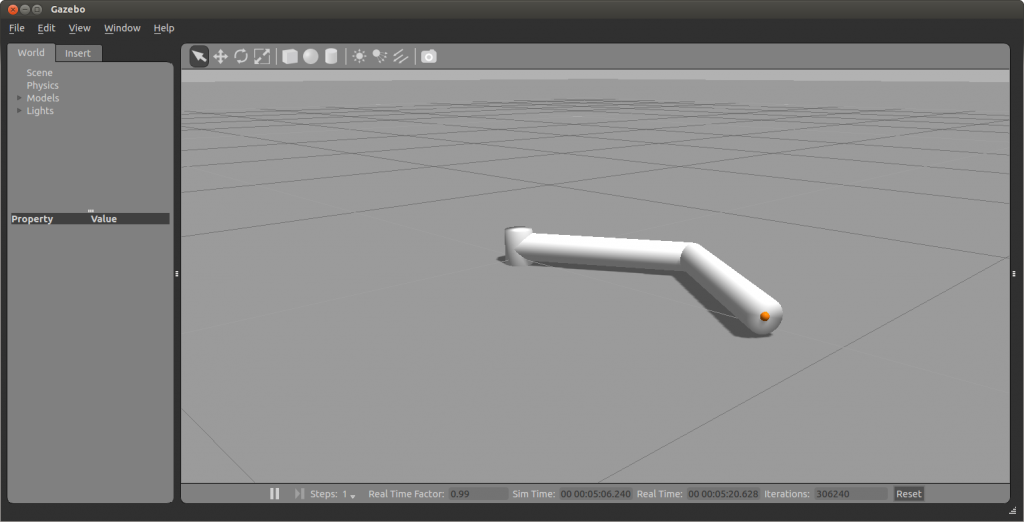 Gazebo
File Edit View Window Help
World Insert
Scene
Physics
Models
Lights
Property Value
Steps: 1 Real Time Factor: 0.99 Sim Time: 00 00:05:06.240 Real Time: 00 00:05:20.628 Iterations: 306240 Reset